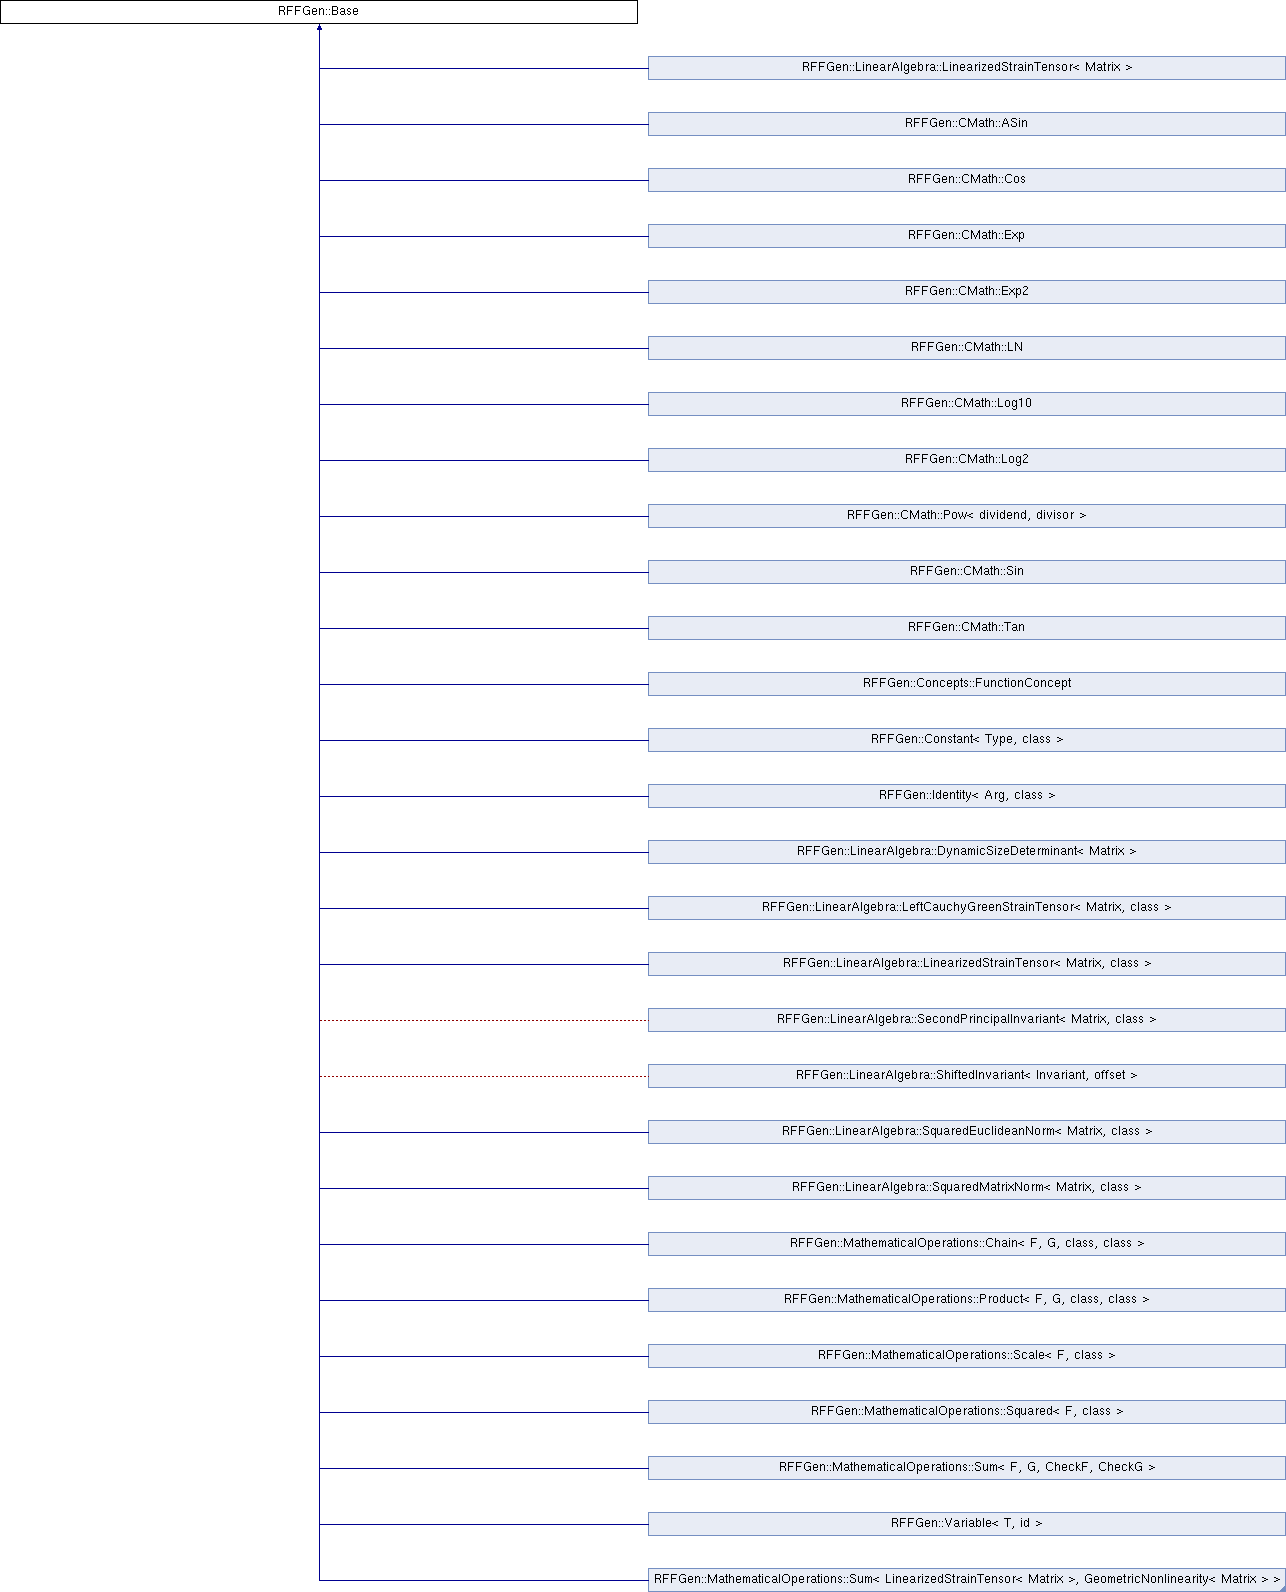 RFFGen::Base
RFFGen::LinearAlgebra::LinearizedStrainTensor< Matrix >
RFFGen::CMath::ASin
RFFGen::CMath::Cos
RFFGen::CMath::Exp
RFFGen::CMath::Exp2
RFFGen::CMath::LN
RFFGen::CMath::Log10
RFFGen::CMath::Log2
RFFGen::CMath::Pow< dividend, divisor >
RFFGen::CMath::Sin
RFFGen::CMath::Tan
RFFGen::Concepts::FunctionConcept
RFFGen::Constant< Type, class >
RFFGen::Identity< Arg, class >
RFFGen::LinearAlgebra::DynamicSizeDeterminant< Matrix >
RFFGen::LinearAlgebra::LeftCauchyGreenStrainTensor< Matrix, class >
RFFGen::LinearAlgebra::LinearizedStrainTensor< Matrix, class >
RFFGen::LinearAlgebra::SecondPrincipalInvariant< Matrix, class >
RFFGen::LinearAlgebra::ShiftedInvariant< Invariant, offset >
RFFGen::LinearAlgebra::SquaredEuclideanNorm< Matrix, class >
RFFGen::LinearAlgebra::SquaredMatrixNorm< Matrix, class >
RFFGen::MathematicalOperations::Chain< F, G, class, class >
RFFGen::MathematicalOperations::Product< F, G, class, class >
RFFGen::MathematicalOperations::Scale< F, class >
RFFGen::MathematicalOperations::Squared< F, class >
RFFGen::MathematicalOperations::Sum< F, G, CheckF, CheckG >
RFFGen::Variable< T, id >
RFFGen::MathematicalOperations::Sum< LinearizedStrainTensor< Matrix >, GeometricNonlinearity< Matrix > >